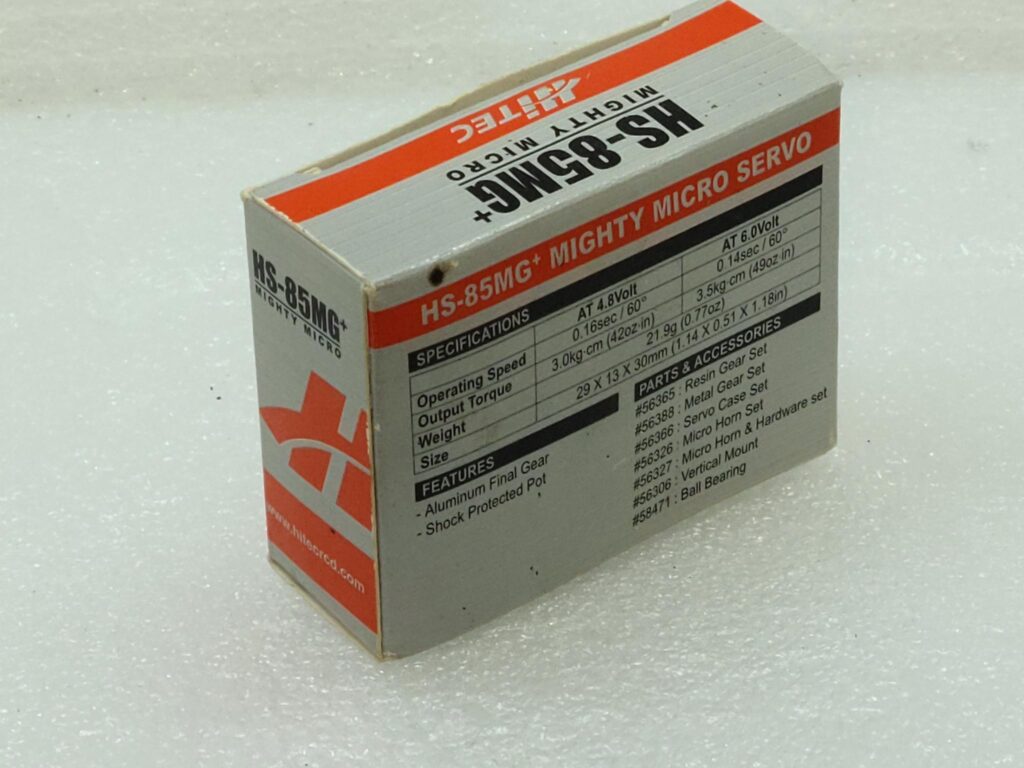 HiTEC
MIGHTY MICRO
HS-85MG+
HS-85MG+
MIGHTY MICRO
www.hitecrcd.com
HS-85MG+ MIGHTY MICRO SERVO
SPECIFICATIONS
AT 4.8Volt AT 6.0Volt
Operating Speed 0.16sec / 60° 0.14sec / 60°
Output Torque 3.0kg·cm (42oz·in) 3.5kg·cm (49oz·in)
Weight 21.9g (0.77oz)
Size 29 X 13 X 30mm (1.14 X 0.51 X 1.18in)
FEATURES
- Aluminum Final Gear
- Shock Protected Pot
PARTS & ACCESSORIES
#56365 : Resin Gear Set
#56388 : Metal Gear Set
#56366 : Servo Case Set
#56326 : Micro Horn Set
#56327 : Micro Horn & Hardware set
#56306 : Vertical Mount
#58471 : Ball Bearing